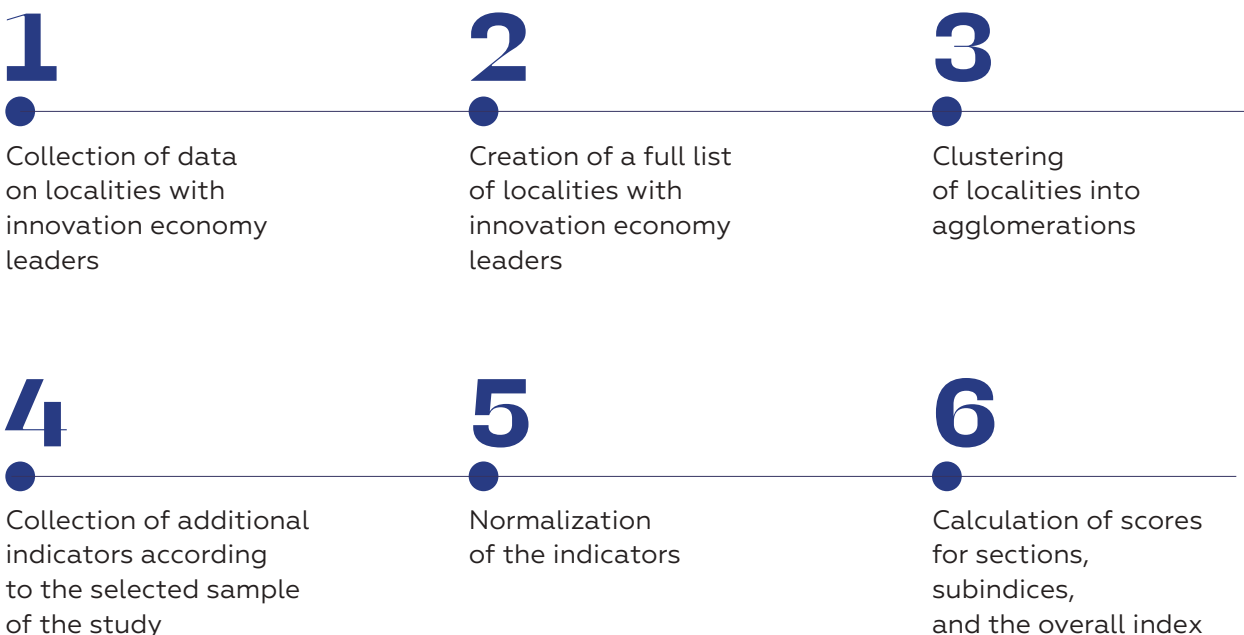 1
Collection of data
on localities with
innovation economy
leaders
2
Creation of a full list
of localities with
innovation economy
leaders
3
Clustering
of localities into
agglomerations
4
Collection of additional
indicators according
to the selected sample
of the study
5
Normalization
of the indicators
6
Calculation of scores
for sections,
subindices,
and the overall index